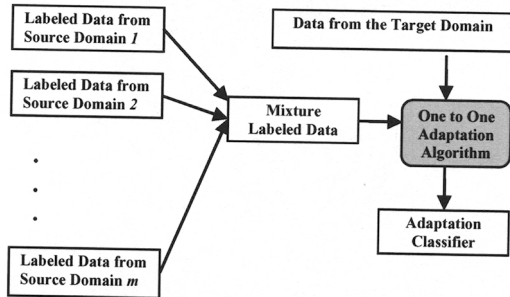 Labeled Data from
Source Domain 1
Data from the Target Domain
Labeled Data from
Source Domain 2
Mixture
Labeled Data
One to One
Adaptation
Algorithm
Adaptation
Classifier
Labeled Data from
Source Domain m